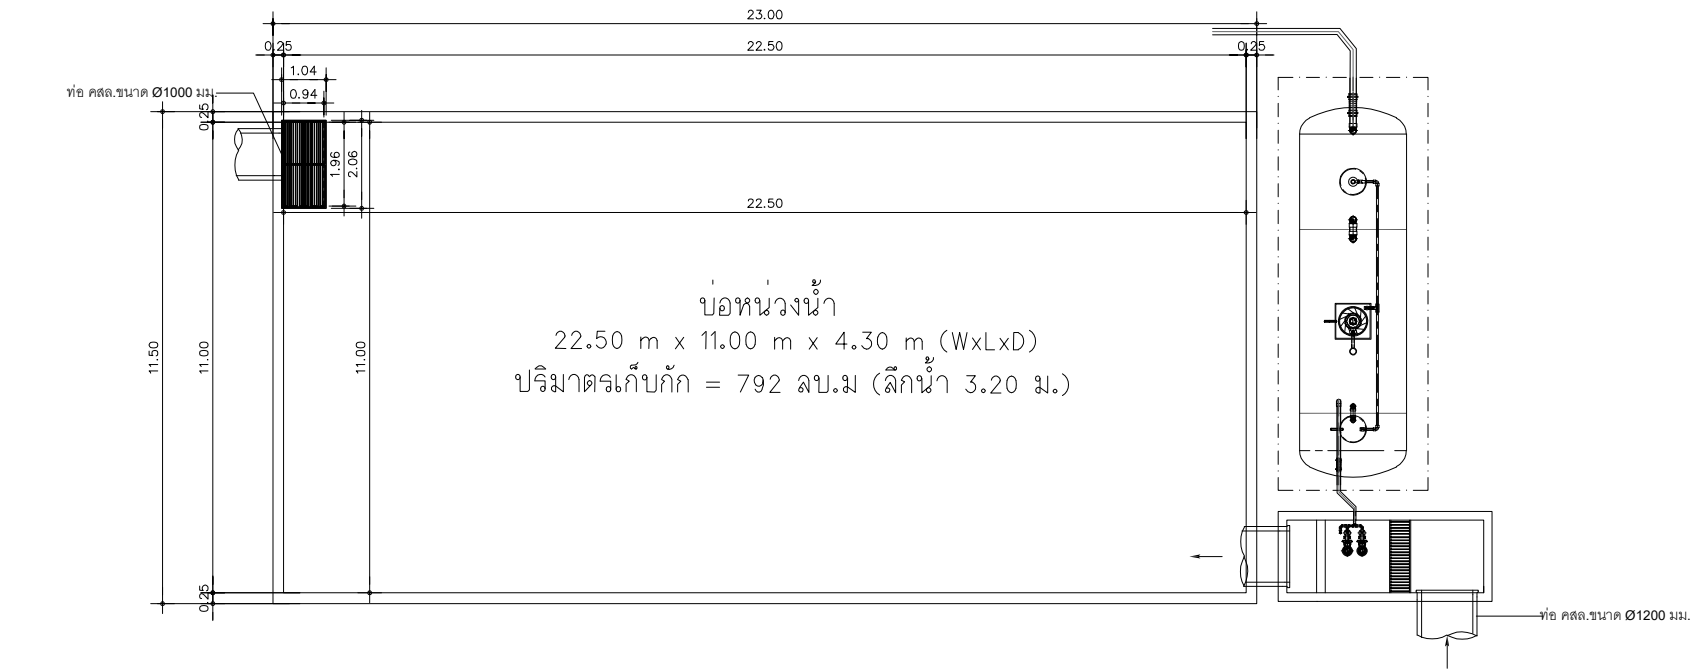 23.00
0.25
22.50
0.25
1.04
ท่อ คสล.ขนาด Ø1000 มม.
0.94
0.25
1.96
2.06
22.50
บ่อหน่วงน้ำ
22.50 m x 11.00 m x 4.30 m (WxLxD)
11.50
11.00
11.00
ปริมาตรเก็บกัก = 792 ลบ.ม (ลึกน้ำ 3.20 ม.)
0.25
ท่อ คสล.ขนาด Ø1200 มม.